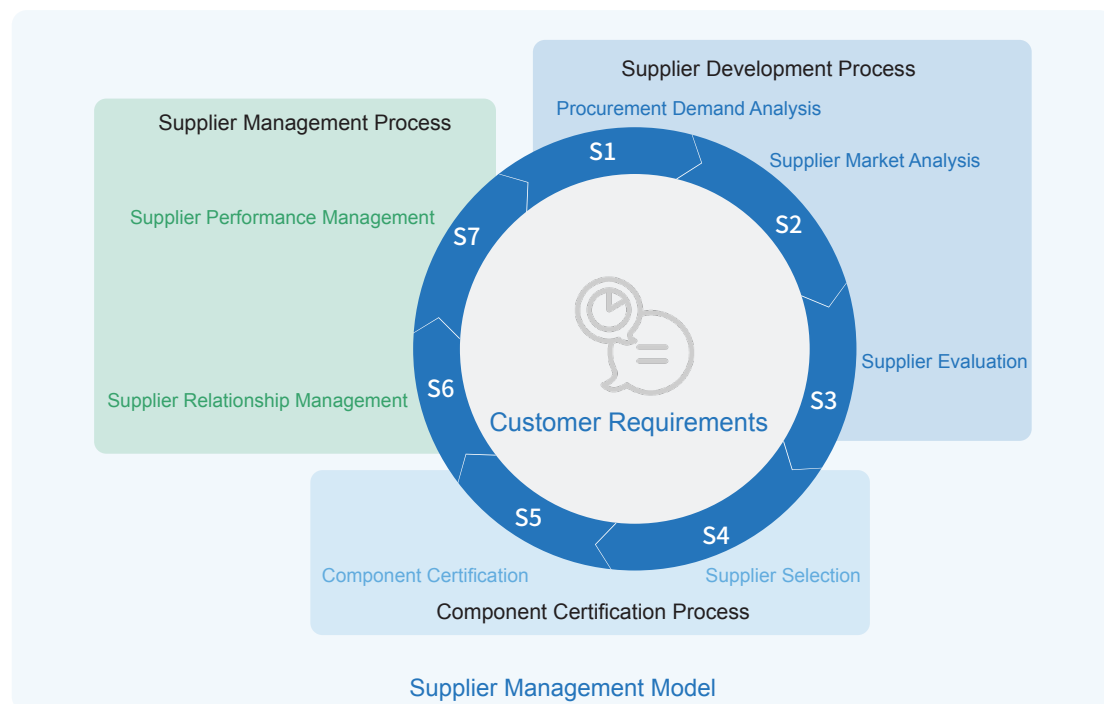 Supplier Development Process
Procurement Demand Analysis
Supplier Management Process
S1
Supplier Market Analysis
Supplier Performance Management
S2
S7
Supplier Evaluation
Supplier Relationship Management
S6
S3
Customer Requirements
S5
S4
Component Certification
Supplier Selection
Component Certification Process
Supplier Management Model